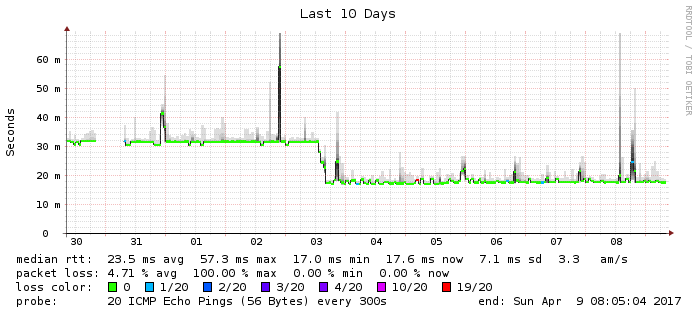 Last 10 Days
RRDTOOL / TOBI OETIKER
Seconds
60 m
50 m
40 m
30 m
20 m
10 m
0
30 31 01 02 03 04 05 06 07 08
median rtt: 23.5 ms avg 57.3 ms max 17.0 ms min 17.6 ms now 7.1 ms sd 3.3 am/s
packet loss: 4.71 % avg 100.00 % max 0.00 % min 0.00 % now
loss color: 0 1/20 2/20 3/20 4/20 10/20 19/20
probe: 20 ICMP Echo Pings (56 Bytes) every 300s end: Sun Apr 9 08:05:04 2017